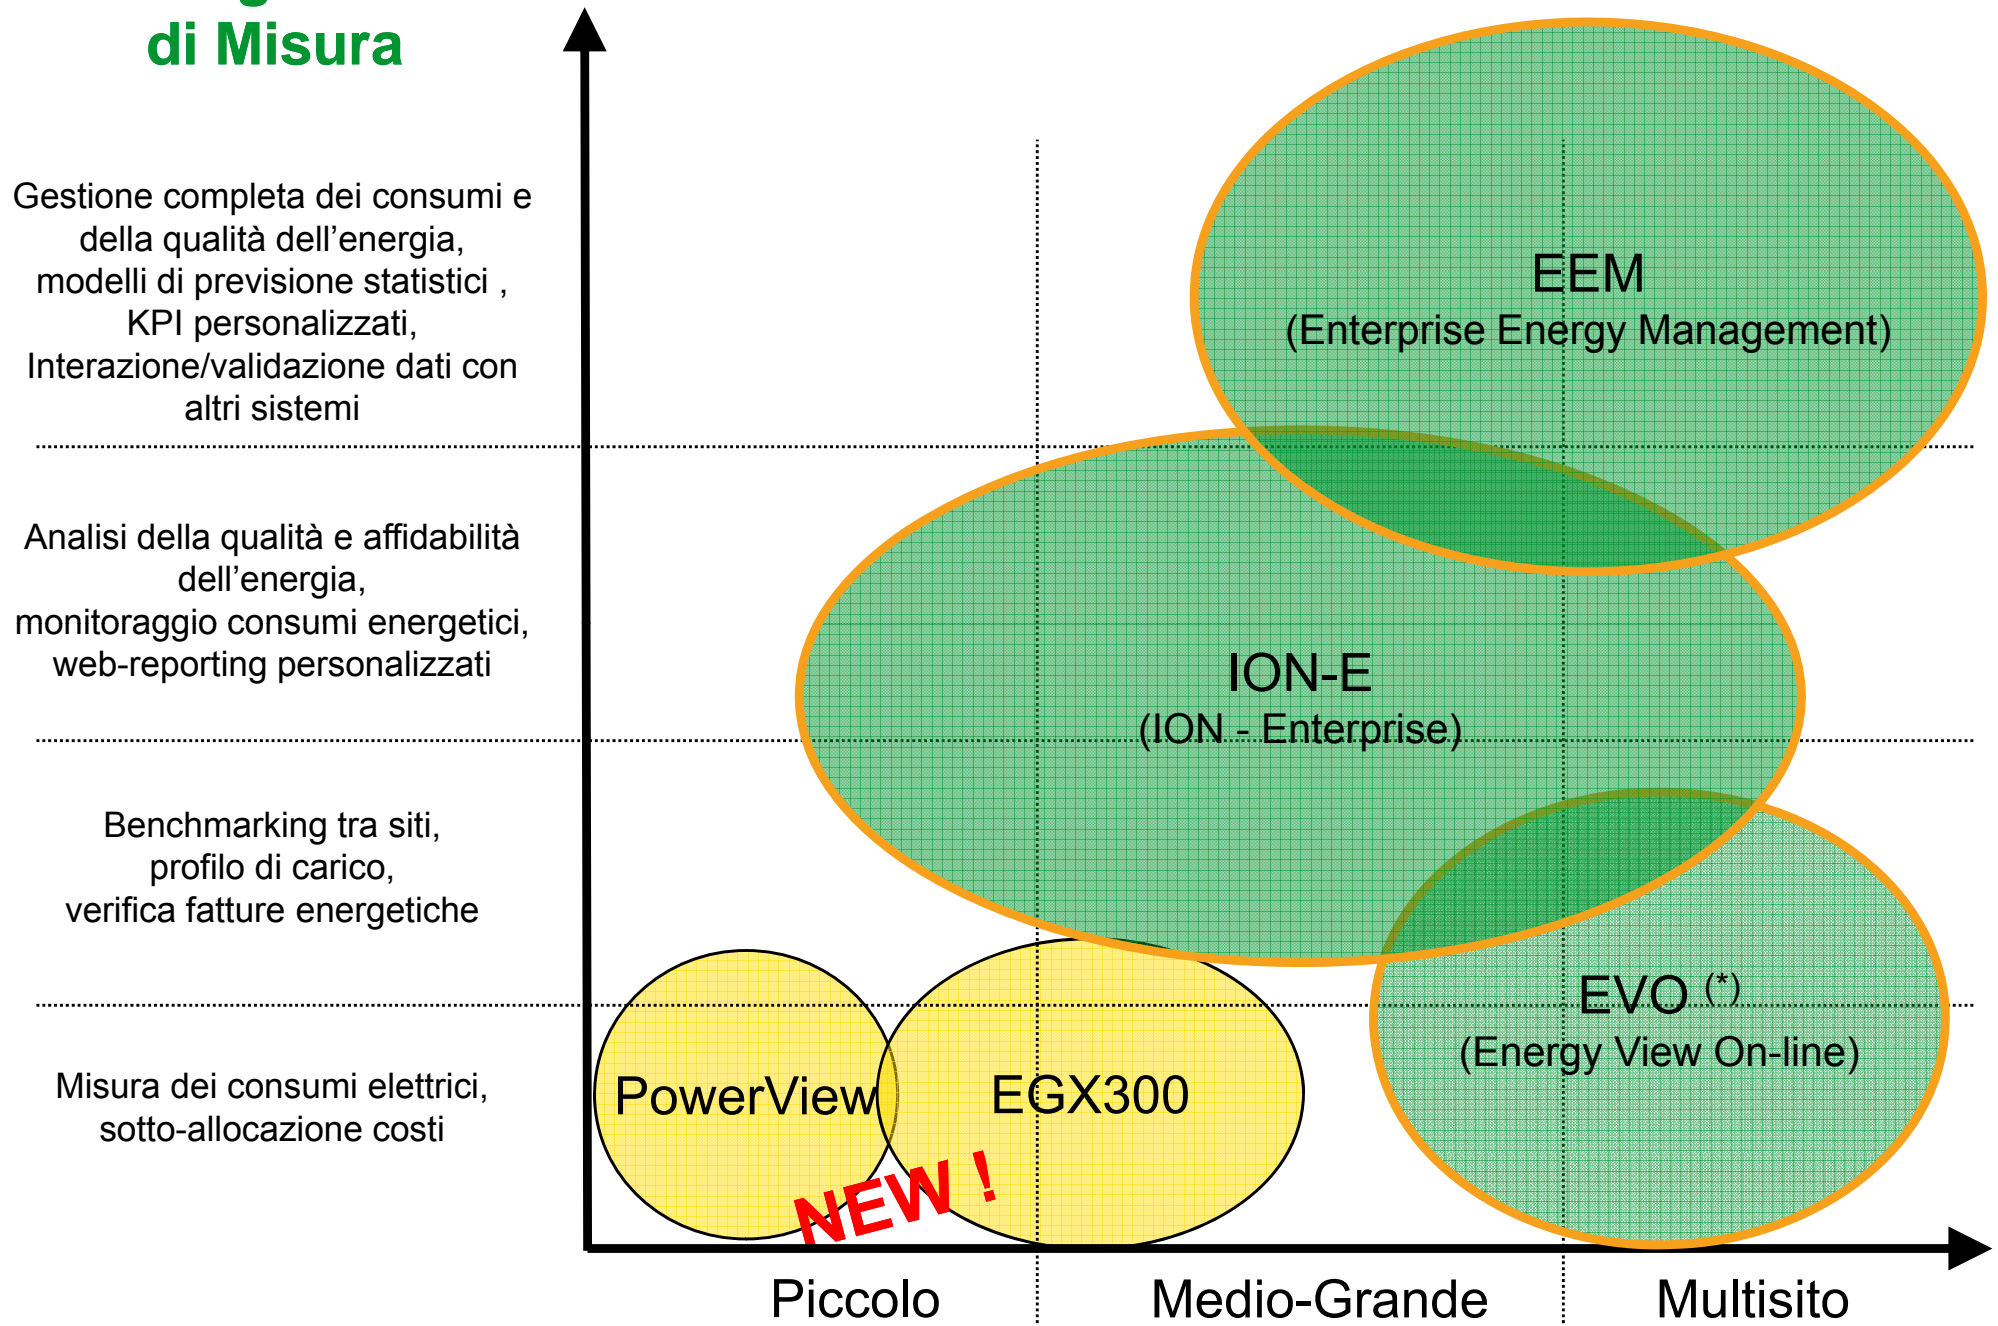 di Misura
Gestione completa dei consumi e
della qualità dell’energia,
modelli di previsione statistici ,
KPI personalizzati,
Interazione/validazione dati con
altri sistemi
Analisi della qualità e affidabilità
dell’energia,
monitoraggio consumi energetici,
web-reporting personalizzati
Benchmarking tra siti,
profilo di carico,
verifica fatture energetiche
Misura dei consumi elettrici,
sotto-allocazione costi
EEM
(Enterprise Energy Management)
ION-E
(ION - Enterprise)
EVO (*)
(Energy View On-line)
PowerView
EGX300
NEW !
Piccolo
Medio-Grande
Multisito